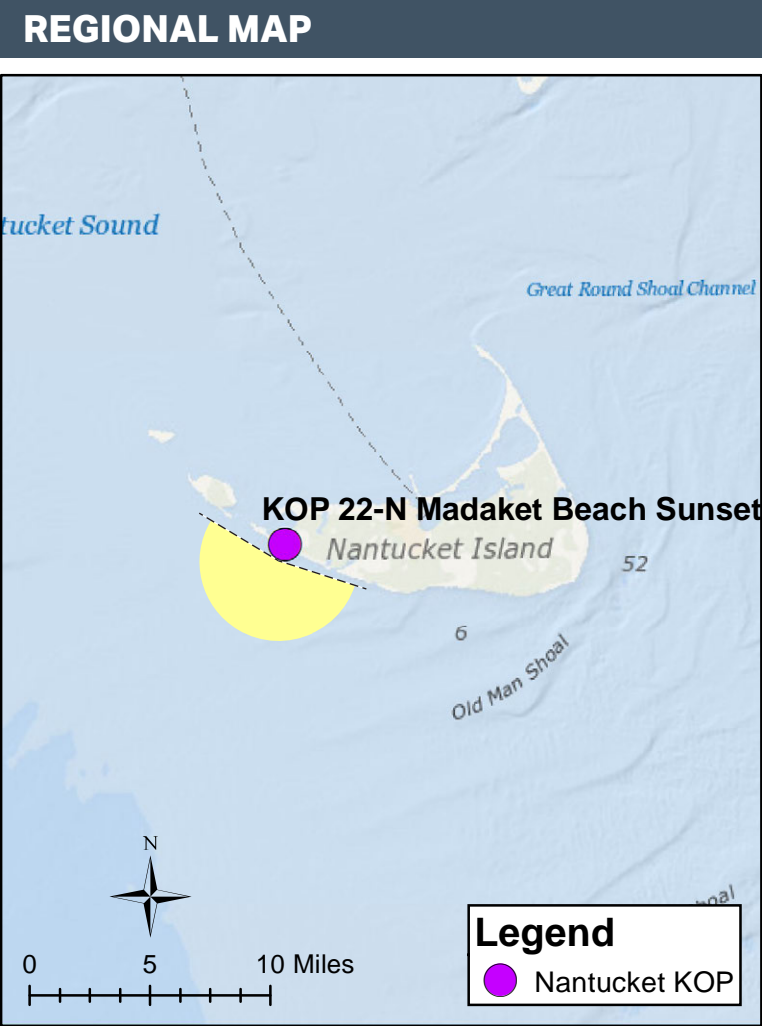 REGIONAL MAP
tucket Sound
Great Round Shoal Channel
KOP 22-N Madaket Beach Sunset
Nantucket Island
52
6
Old Man Shoal
hoal
N
0 5 10 Miles
Legend
Nantucket KOP